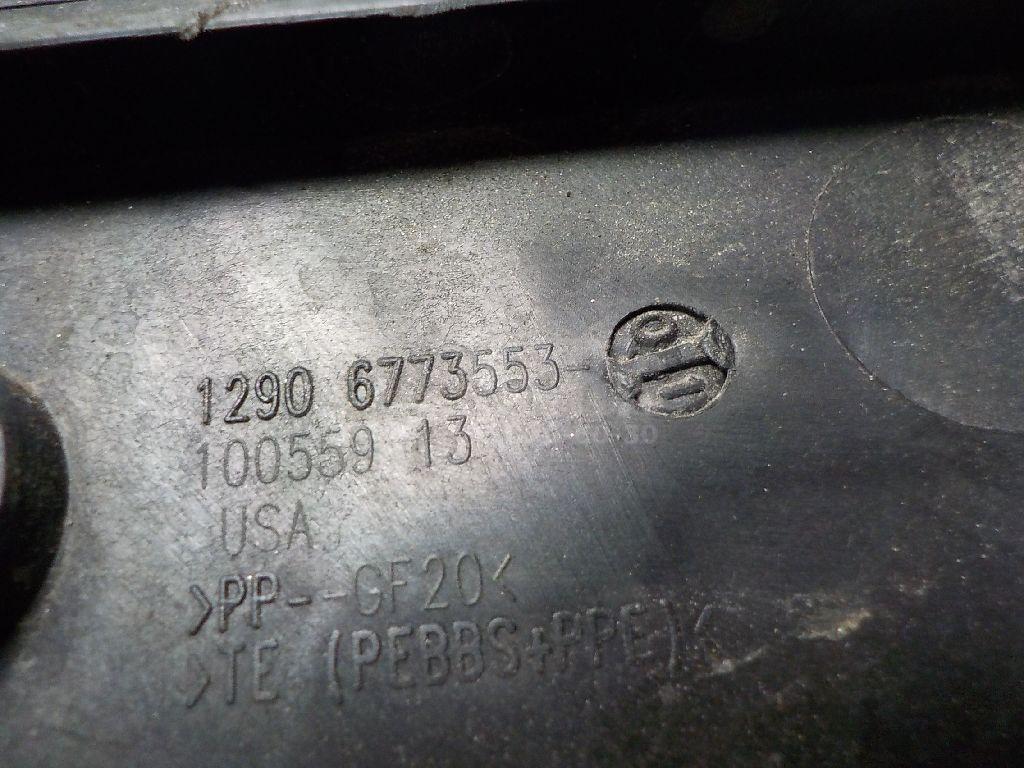 1290 6773553-
100559 13
USA
>PP--GF20<
>TE (PEBBS+PPE)<